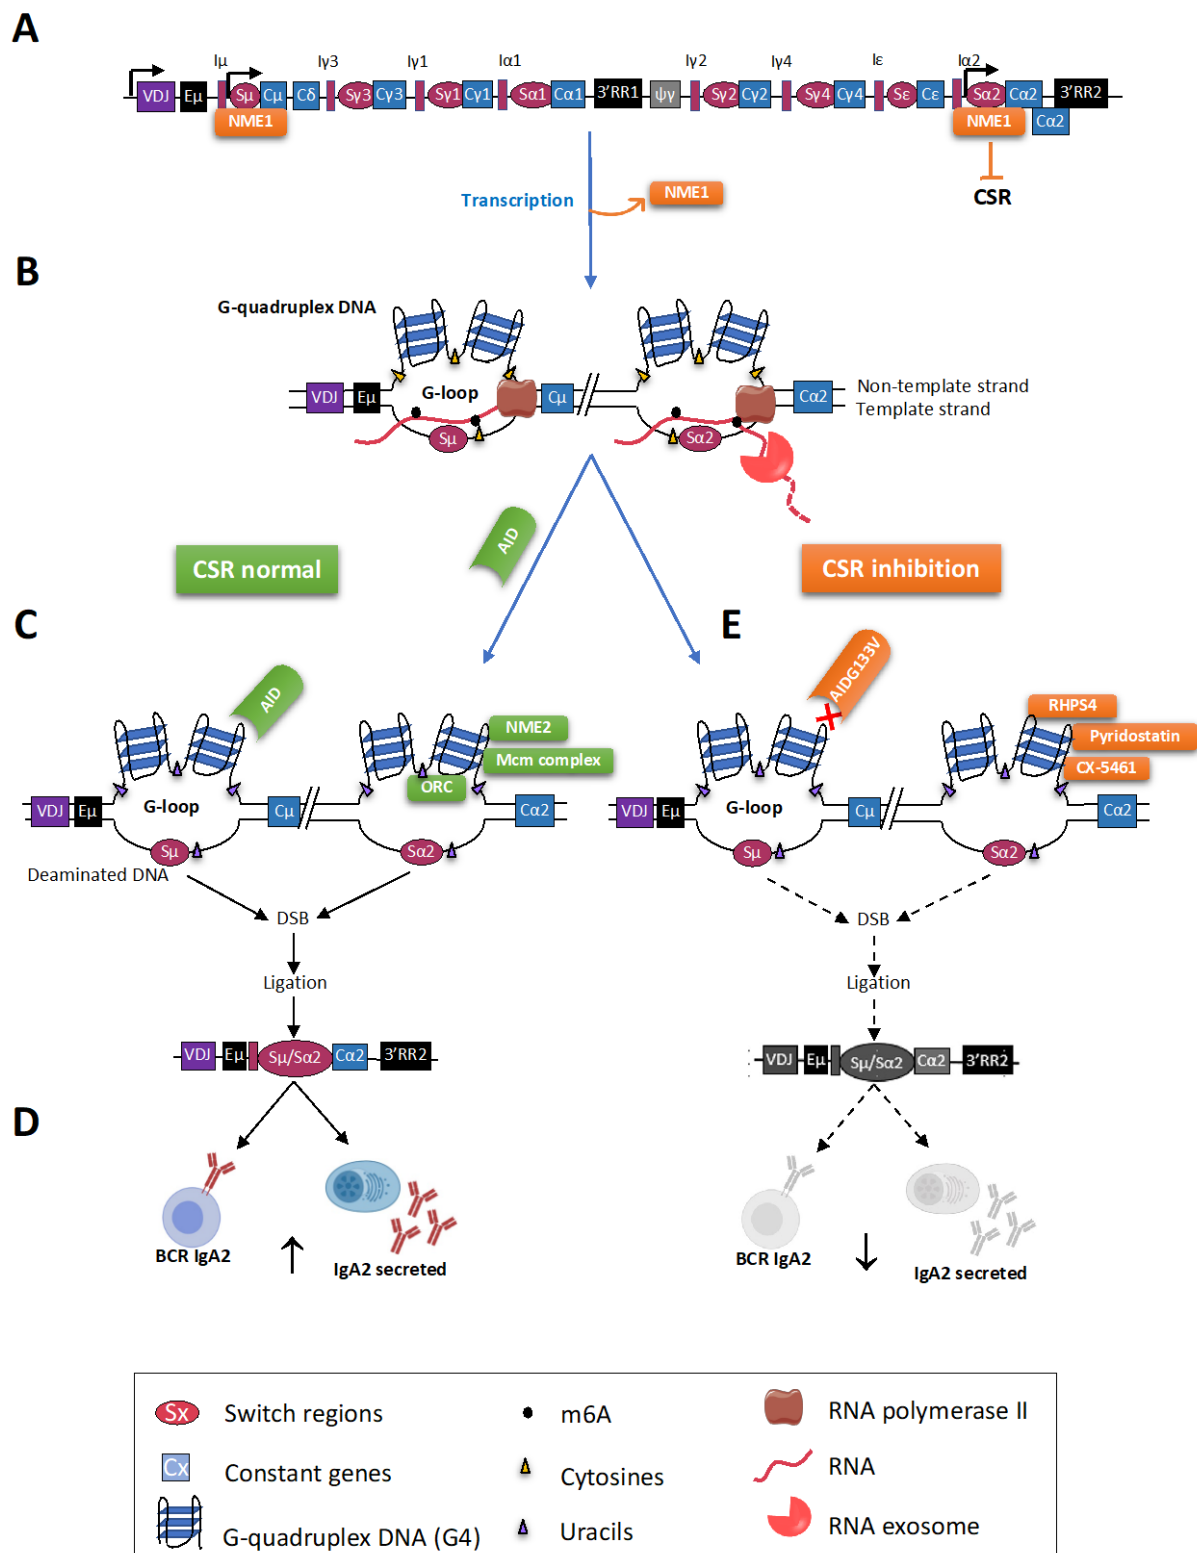 A
Iμ Iγ3 Iγ1 Iα1 Iγ2 Iγ4 Iε Iα2
VDJ Eμ Sμ Cμ Cδ Sγ3 Cγ3 Sγ1 Cγ1 Sα1 Cα1 3'RR1 ψγ Sγ2 Cγ2 Sγ4 Cγ4 Sε Cε Sα2 Cα2 3'RR2
NME1 NME1 Cα2
CSR
Transcription NME1
B
G-quadruplex DNA
VDJ Eμ G-loop Cμ Cα2 Non-template strand
Template strand
Sμ Sα2
AID
CSR normal
CSR inhibition
C
AID
NME2
Mcm complex
ORC
VDJ Eμ G-loop Cμ Cα2
Sμ Sα2
Deaminated DNA
DSB
Ligation
VDJ Eμ Sμ/Sα2 Cα2 3'RR2
D
BCR IgA2
IgA2 secreted
E
AIDG133V
RHPS4
Pyridostatin
CX-5461
VDJ Eμ G-loop Cμ Cα2
Sμ Sα2
DSB
Ligation
VDJ Eμ Sμ/Sα2 Cα2 3'RR2
BCR IgA2
IgA2 secreted
Sx Switch regions
Cx Constant genes
G-quadruplex DNA (G4)
m6A
Cytosines
Uracils
RNA polymerase II
RNA
RNA exosome